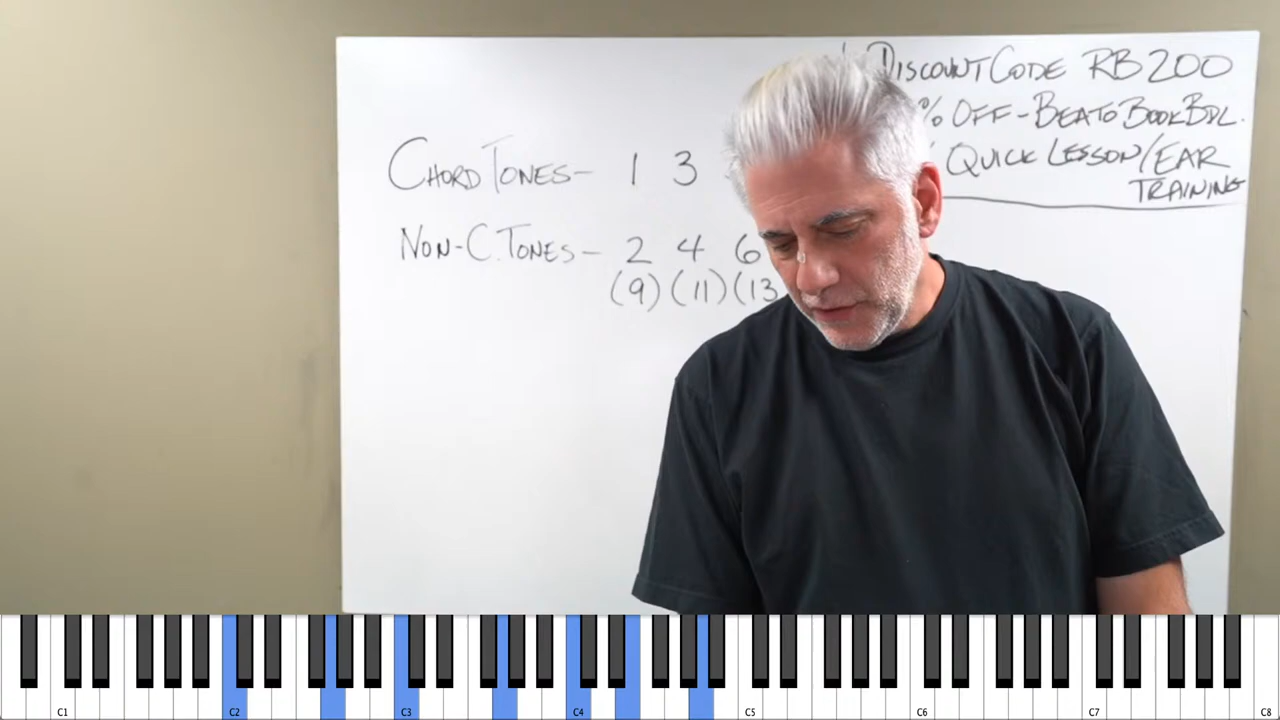 DISCOUNT CODE RB200
% OFF - BEATO BOOK BDL.
QUICK LESSON/EAR
TRAINING
CHORD TONES - 1 3
NON-C. TONES - 2 4 6
(9) (11) (13
C1 C2 C3 C4 C5 C6 C7 C8